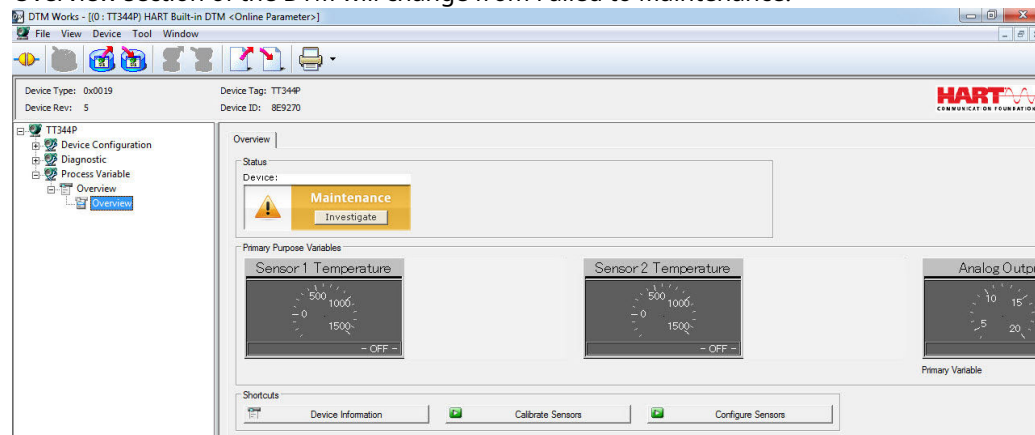 Overview section of the DTM will change from Failed to Maintenance.
DTM Works - [(0 : TT344P) HART Built-in DTM <Online Parameter>]
File View Device Tool Window
Device Type: 0x0019 Device Tag: TT344P
Device Rev: 5 Device ID: 8E9270
HART
COMMUNICATION FOUNDATION
TT344P
Device Configuration
Diagnostic
Process Variable
Overview
Overview
Overview
Status
Device:
Maintenance
Investigate
Primary Purpose Variables
Sensor 1 Temperature
500
1000
0
1500
- OFF -
Sensor 2 Temperature
500
1000
0
1500
- OFF -
Analog Outp
10 15
5 20
Primary Variable
Shortcuts
Device Information Calibrate Sensors Configure Sensors